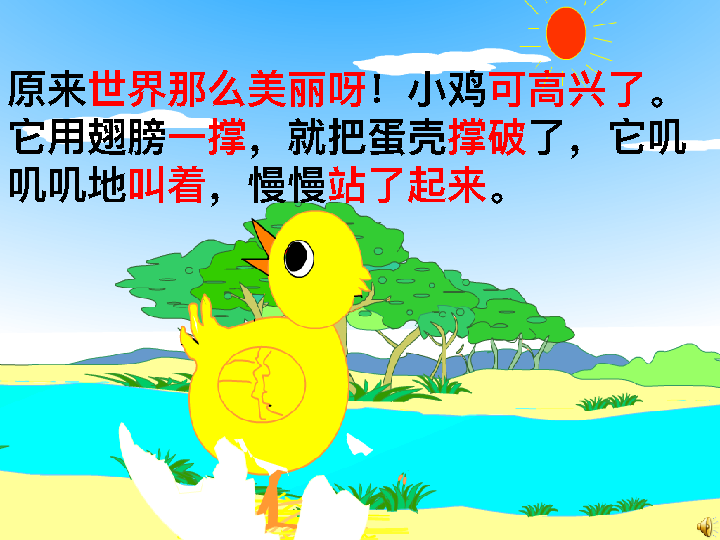 原来世界那么美丽呀！小鸡可高兴了。
它用翅膀一撑，就把蛋壳撑破了，它叽
叽叽地叫着，慢慢站了起来。